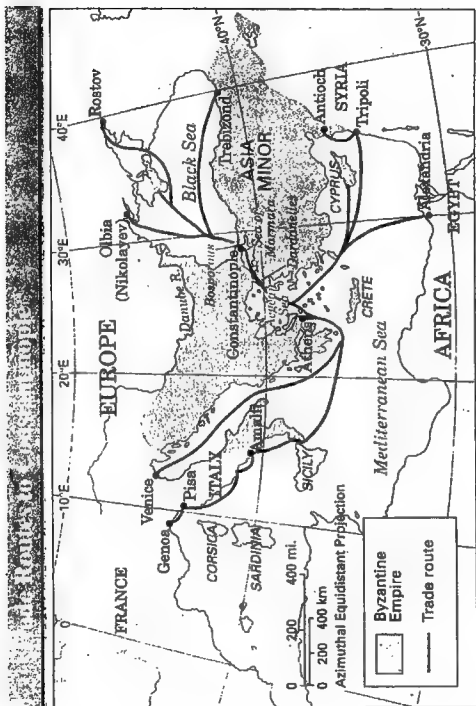 40°E
Rostov
40°N
30°E
Olbia
(Nikolayev)
Black Sea
Trebizond
EUROPE
Danube R.
Bosporus
Constantinople
Sea of
Marmara
Dardanelles
ASIA
MINOR
Antioch
SYRIA
Tripoli
CYPRUS
30°N
20°E
Aegean
Sea
Athens
CRETE
Alexandria
EGYPT
10°E
Venice
Pisa
Genoa
ITALY
Amalfi
SICILY
CORSICA
SARDINIA
Mediterranean Sea
AFRICA
0
FRANCE
0 200 400 mi.
0 200 400 km
Azimuthal Equidistant Projection
Byzantine
Empire
Trade route